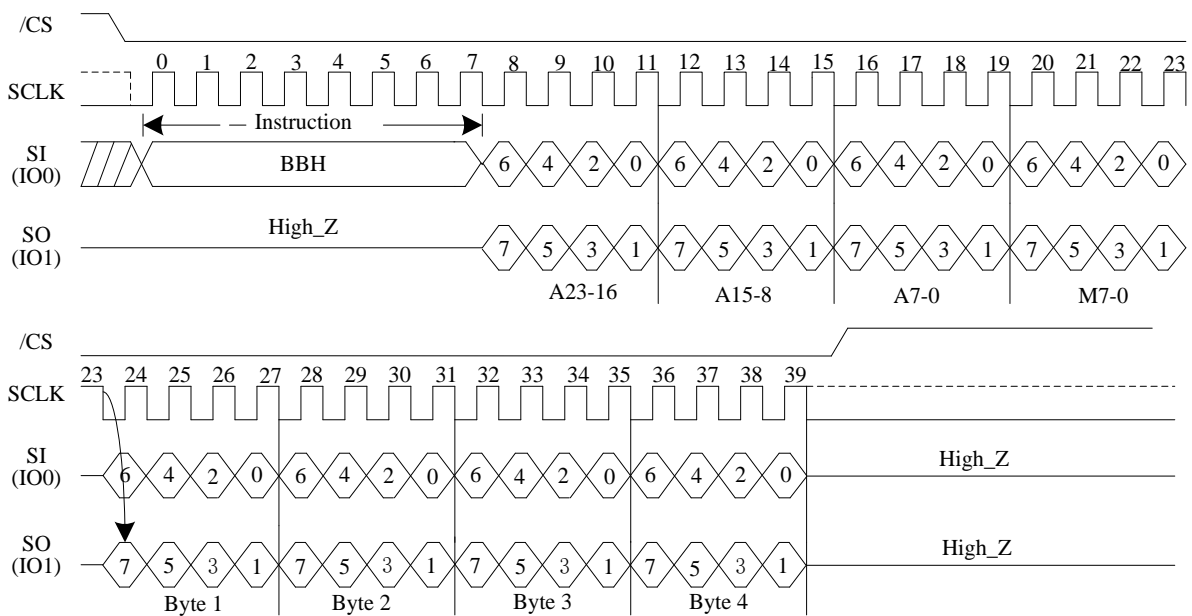 /CS
0 1 2 3 4 5 6 7 8 9 10 11 12 13 14 15 16 17 18 19 20 21 22 23
SCLK
Instruction
SI
(IO0)
BBH
6 4 2 0 6 4 2 0 6 4 2 0 6 4 2 0
SO
(IO1)
High_Z
7 5 3 1 7 5 3 1 7 5 3 1 7 5 3 1
A23-16 A15-8 A7-0 M7-0
/CS
23 24 25 26 27 28 29 30 31 32 33 34 35 36 37 38 39
SCLK
SI
(IO0)
6 4 2 0 6 4 2 0 6 4 2 0 6 4 2 0
High_Z
SO
(IO1)
7 5 3 1 7 5 3 1 7 5 3 1 7 5 3 1
High_Z
Byte 1 Byte 2 Byte 3 Byte 4